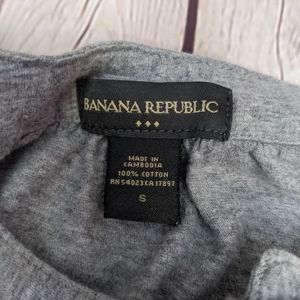 BANANA REPUBLIC
MADE IN
CAMBODIA
100% COTTON
RN 54023 CA 17897
S